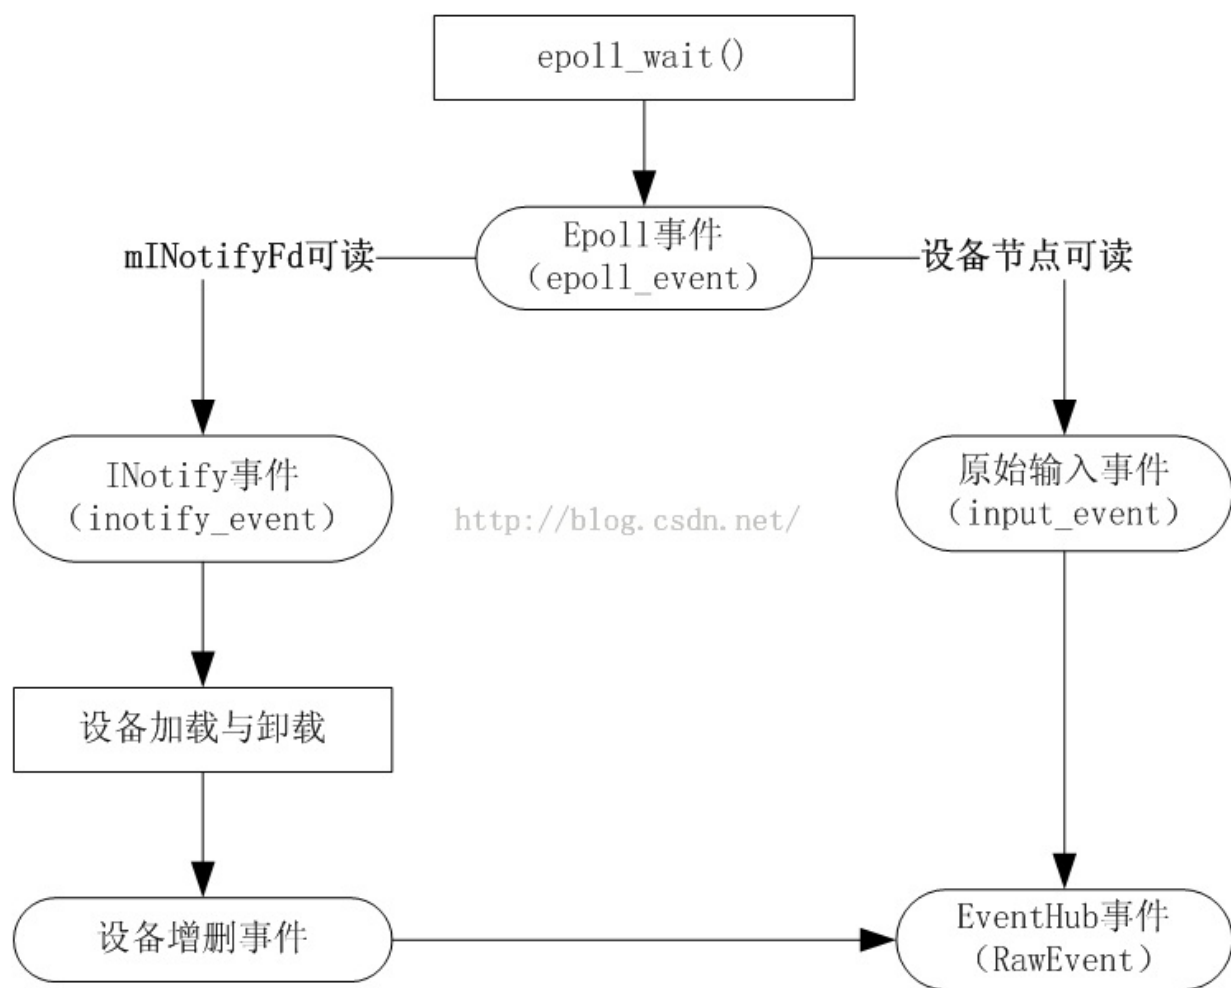 epoll_wait()
Epoll事件
（epoll_event）
mINotifyFd可读
设备节点可读
INotify事件
（inotify_event）
原始输入事件
（input_event）
http://blog.csdn.net/
设备加载与卸载
设备增删事件
EventHub事件
（RawEvent）